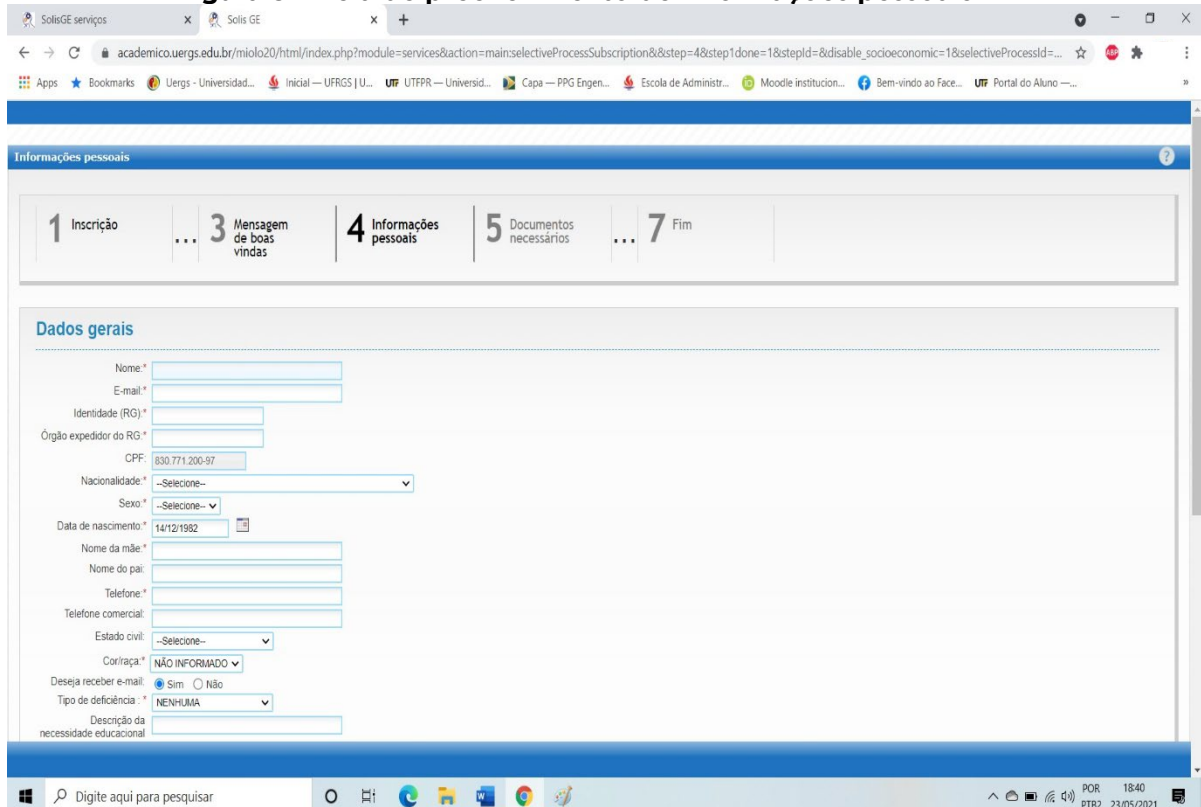 SolisGE serviços
Solis GE
academico.uergs.edu.br/miolo20/html/index.php?module=services&action=main:selectiveProcessSubscription&&step=4&step1done=1&stepId=&disable_socioeconomic=1&selectiveProcessId=...
ABP
Apps Bookmarks Uergs - Universidad... Inicial — UFRGS | U... UTF UTFPR — Universid... Capa — PPG Engen... Escola de Administr... Moodle institucion... Bem-vindo ao Face... UTF Portal do Aluno —... »
Informações pessoais ?
1 Inscrição ... 3 Mensagem de boas vindas 4 Informações pessoais 5 Documentos necessários ... 7 Fim
Dados gerais
Nome:*
E-mail:*
Identidade (RG):*
Órgão expedidor do RG:*
CPF: 830.771.200-97
Nacionalidade:* --Selecione--
Sexo:* --Selecione--
Data de nascimento:* 14/12/1982
Nome da mãe:*
Nome do pai:
Telefone:*
Telefone comercial:
Estado civil: --Selecione--
Cor/raça:* NÃO INFORMADO
Deseja receber e-mail: Sim Não
Tipo de deficiência : * NENHUMA
Descrição da
necessidade educacional
Digite aqui para pesquisar
POR 18:40
PTB2 23/05/2021